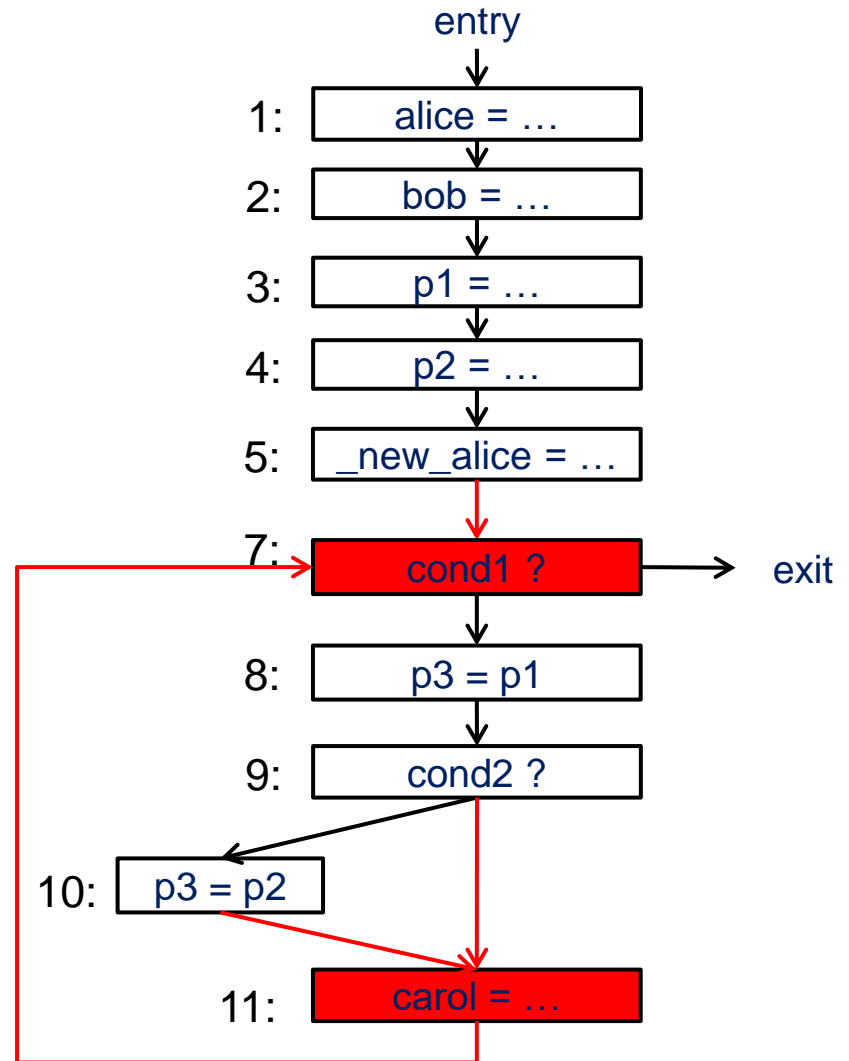 entry
1: alice = …
2: bob = …
3: p1 = …
4: p2 = …
5: _new_alice = …
7: cond1 ? exit
8: p3 = p1
9: cond2 ?
10: p3 = p2
11: carol = …